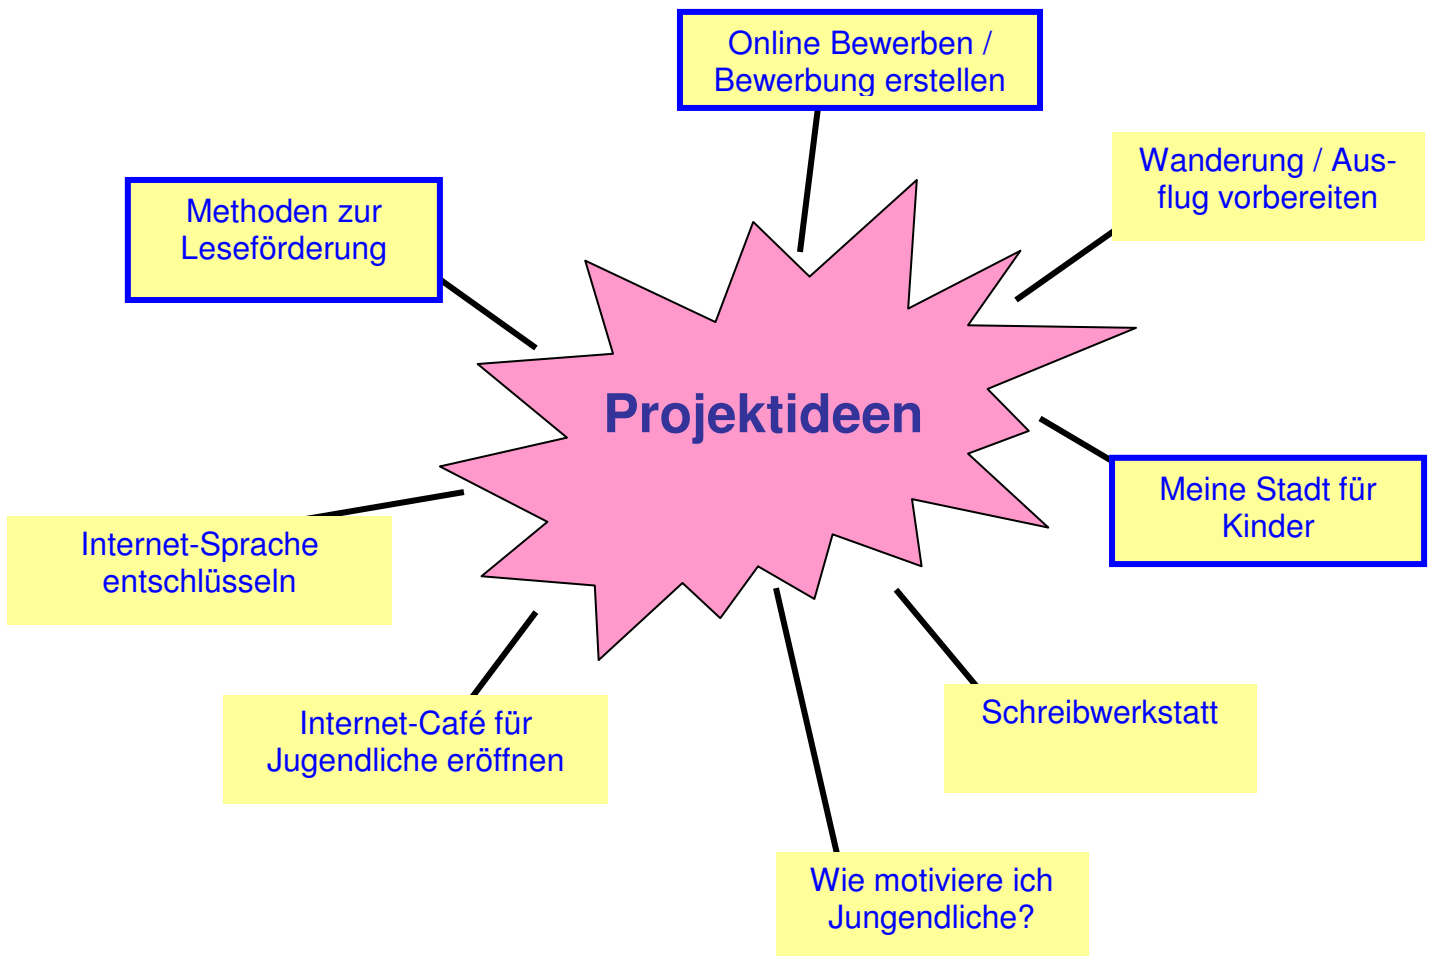 Online Bewerben /
Bewerbung erstellen
Wanderung / Aus-
flug vorbereiten
Methoden zur
Leseförderung
Projektideen
Meine Stadt für
Kinder
Internet-Sprache
entschlüsseln
Internet-Café für
Jugendliche eröffnen
Schreibwerkstatt
Wie motiviere ich
Jungendliche?